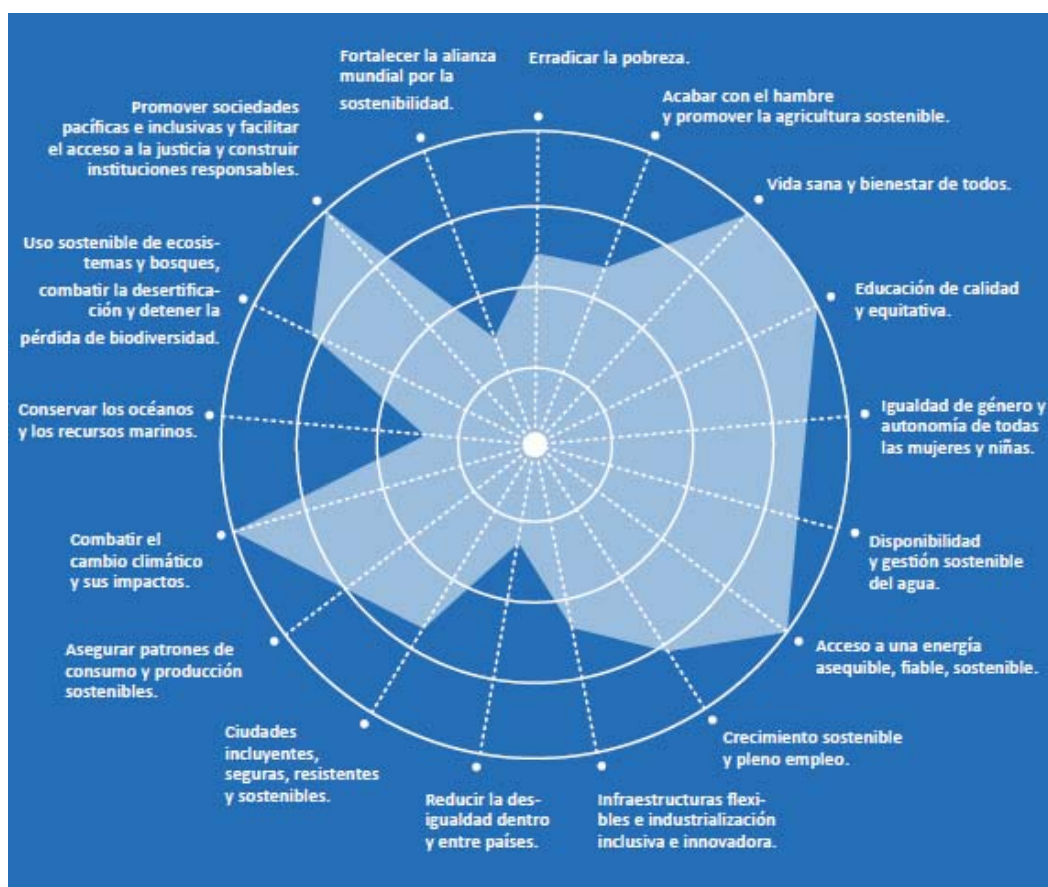 Erradicar la pobreza.
Acabar con el hambre
y promover la agricultura sostenible.
Vida sana y bienestar de todos.
Educación de calidad
y equitativa.
Igualdad de género y
autonomía de todas
las mujeres y niñas.
Disponibilidad
y gestión sostenible
del agua.
Acceso a una energía
asequible, fiable, sostenible.
Crecimiento sostenible
y pleno empleo.
Infraestructuras flexi-
bles e industrialización
inclusiva e innovadora.
Reducir la des-
igualdad dentro
y entre países.
Ciudades
incluyentes,
seguras, resistentes
y sostenibles.
Asegurar patrones de
consumo y producción
sostenibles.
Combatir el
cambio climático
y sus impactos.
Conservar los océanos
y los recursos marinos.
Uso sostenible de ecosis-
temas y bosques,
combatir la desertifica-
ción y detener la
pérdida de biodiversidad.
Promover sociedades
pacíficas e inclusivas y facilitar
el acceso a la justicia y construir
instituciones responsables.
Fortalecer la alianza
mundial por la
sostenibilidad.